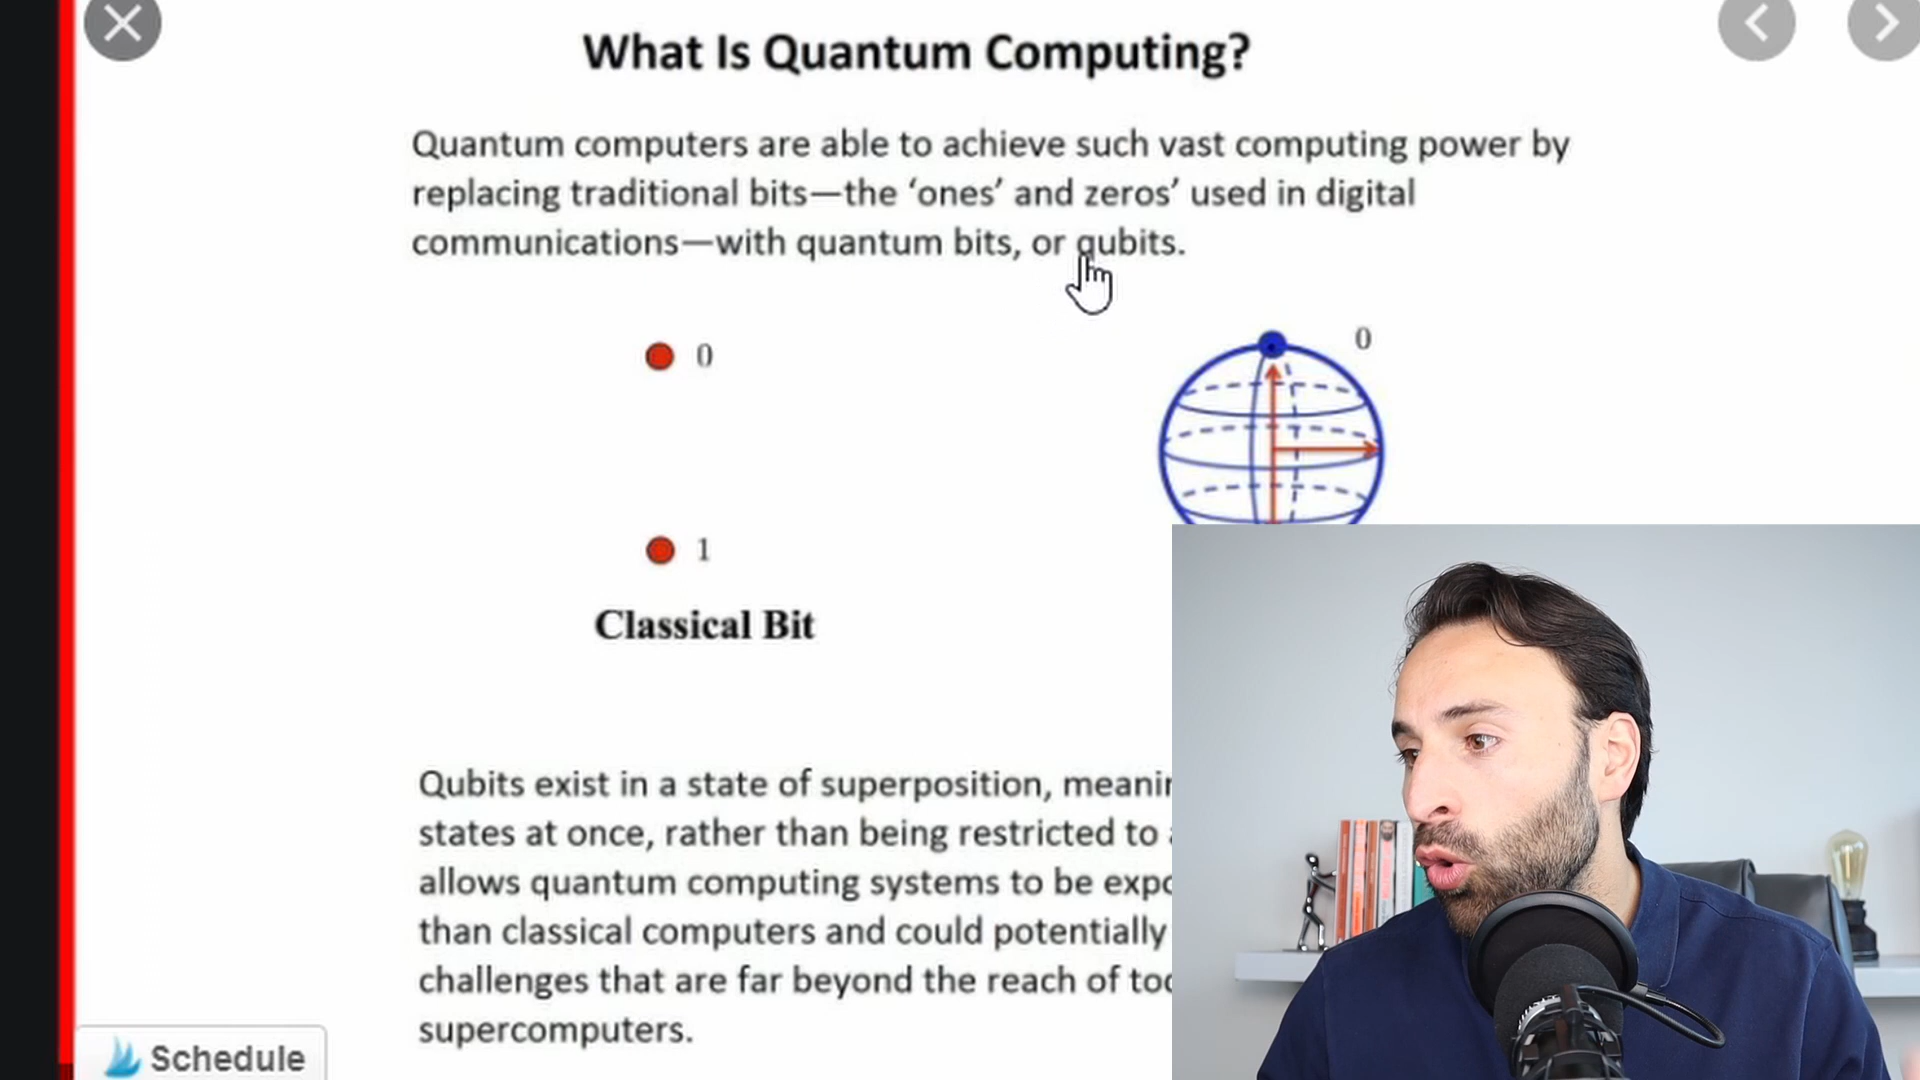 What Is Quantum Computing?
Quantum computers are able to achieve such vast computing power by
replacing traditional bits—the ‘ones’ and zeros’ used in digital
communications—with quantum bits, or qubits.
0
0
1
Classical Bit
Qubits exist in a state of superposition,
states at once, rather than being restricted to
allows quantum computing systems to be
than classical computers and could potentially
challenges that are far beyond the reach of
supercomputers.
Schedule